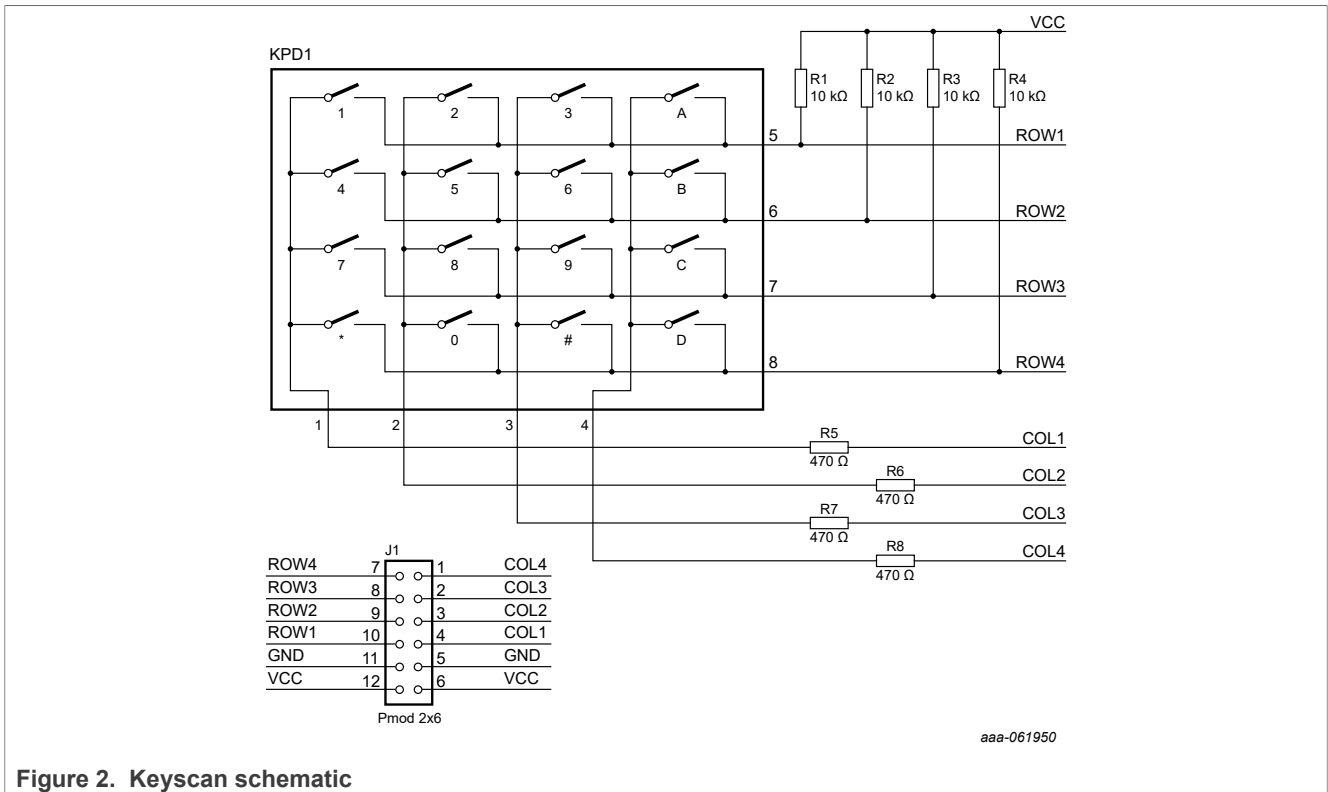 VCC
KPD1
R1 R2 R3 R4
10 kΩ 10 kΩ 10 kΩ 10 kΩ
1 2 3 A
5 ROW1
4 5 6 B
6 ROW2
7 8 9 C
7 ROW3
* 0 # D
8 ROW4
1 2 3 4
R5 COL1
470 Ω
R6 COL2
470 Ω
R7 COL3
470 Ω
R8 COL4
470 Ω
J1
ROW4 7 1 COL4
ROW3 8 2 COL3
ROW2 9 3 COL2
ROW1 10 4 COL1
GND 11 5 GND
VCC 12 6 VCC
Pmod 2x6
aaa-061950
Figure 2. Keyscan schematic